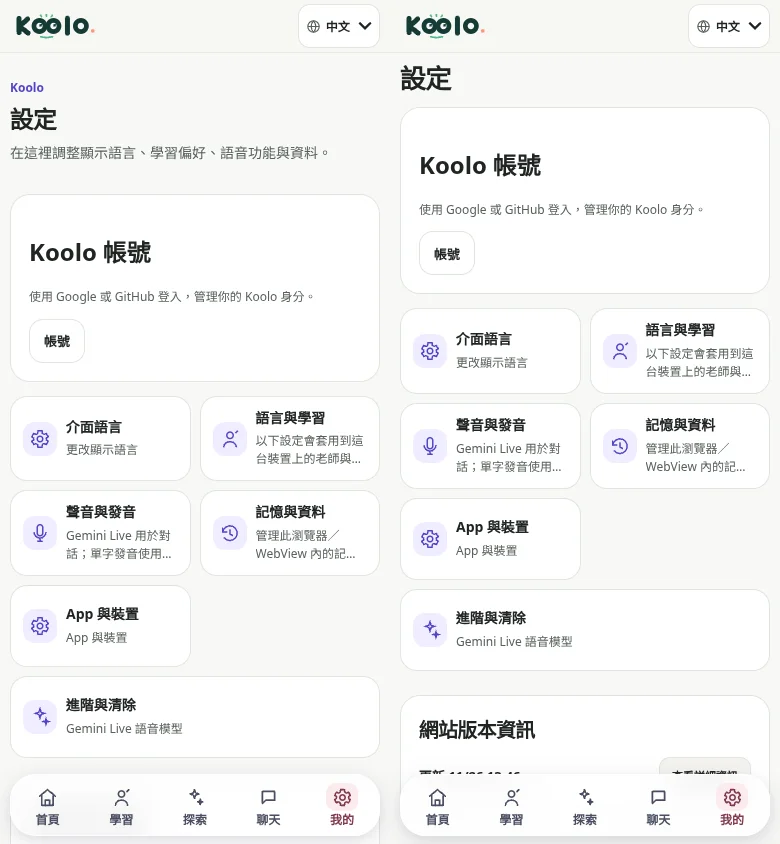 Koolo.
中文
Koolo
設定
在這裡調整顯示語言、學習偏好、語音功能與資料。
Koolo 帳號
使用 Google 或 GitHub 登入，管理你的 Koolo 身分。
帳號
介面語言
更改顯示語言
語言與學習
以下設定會套用到這
台裝置上的老師與...
聲音與發音
Gemini Live 用於對
話；單字發音使用...
記憶與資料
管理此瀏覽器／
WebView 內的記...
App 與裝置
App 與裝置
進階與清除
Gemini Live 語音模型
首頁
學習
探索
聊天
我的
Koolo.
中文
設定
Koolo 帳號
使用 Google 或 GitHub 登入，管理你的 Koolo 身分。
帳號
介面語言
更改顯示語言
語言與學習
以下設定會套用到這
台裝置上的老師與...
聲音與發音
Gemini Live 用於對
話；單字發音使用...
記憶與資料
管理此瀏覽器／
WebView 內的記...
App 與裝置
App 與裝置
進階與清除
Gemini Live 語音模型
網站版本資訊
首頁
學習
探索
聊天
我的